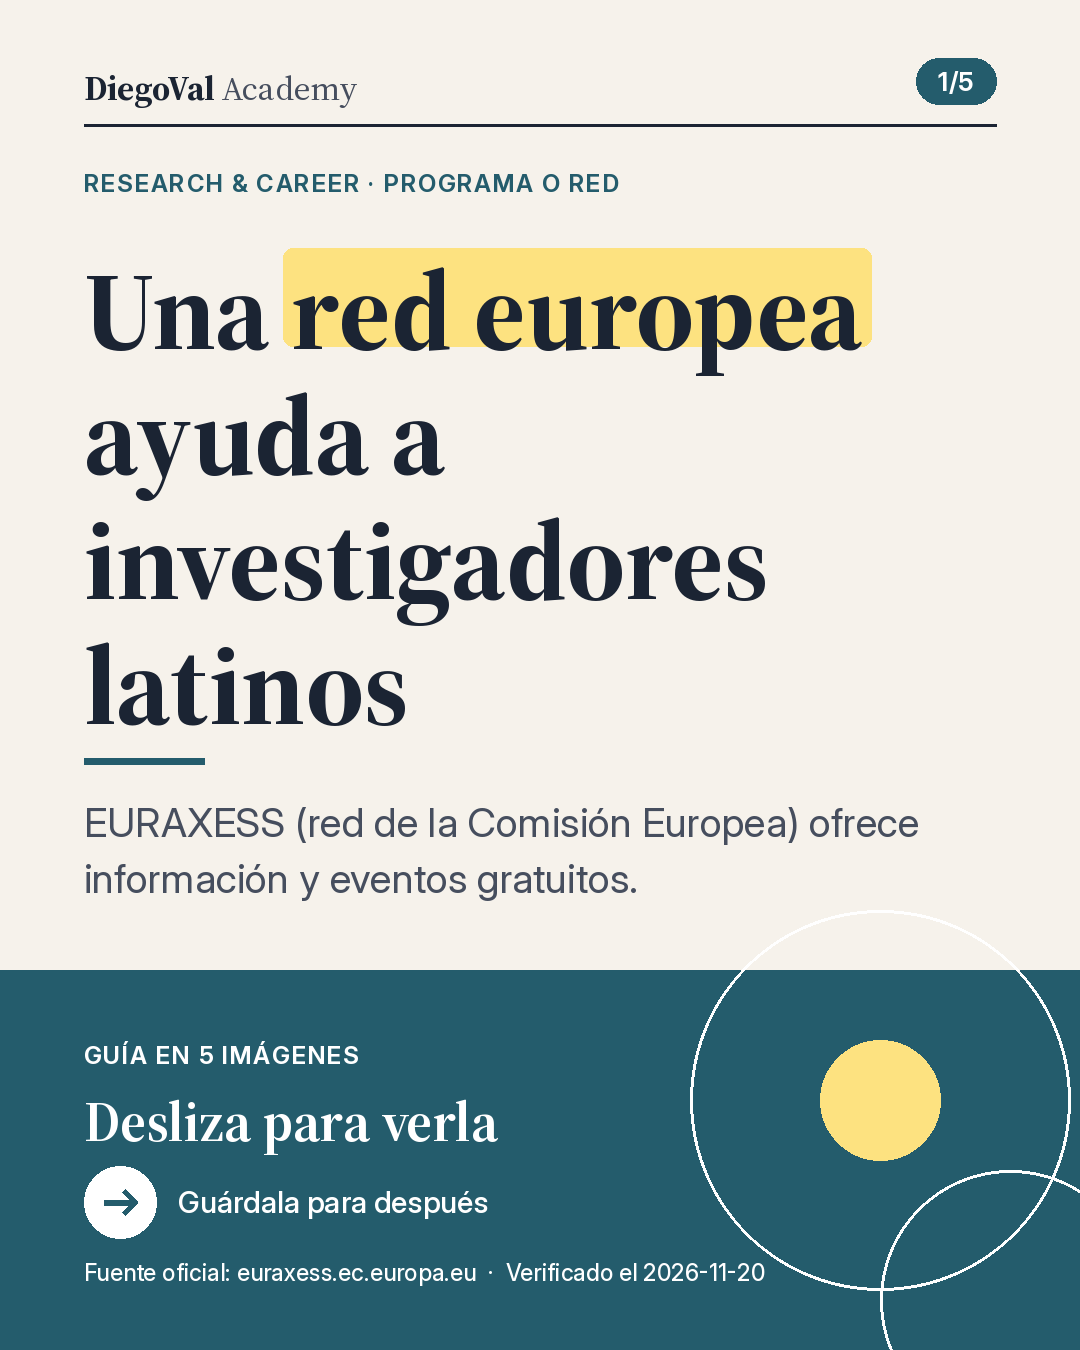 DiegoVal Academy
1/5
RESEARCH & CAREER · PROGRAMA O RED
Una red europea
ayuda a
investigadores
latinos
EURAXESS (red de la Comisión Europea) ofrece
información y eventos gratuitos.
GUÍA EN 5 IMÁGENES
Desliza para verla
Guárdala para después
Fuente oficial: euraxess.ec.europa.eu · Verificado el 2026-11-20